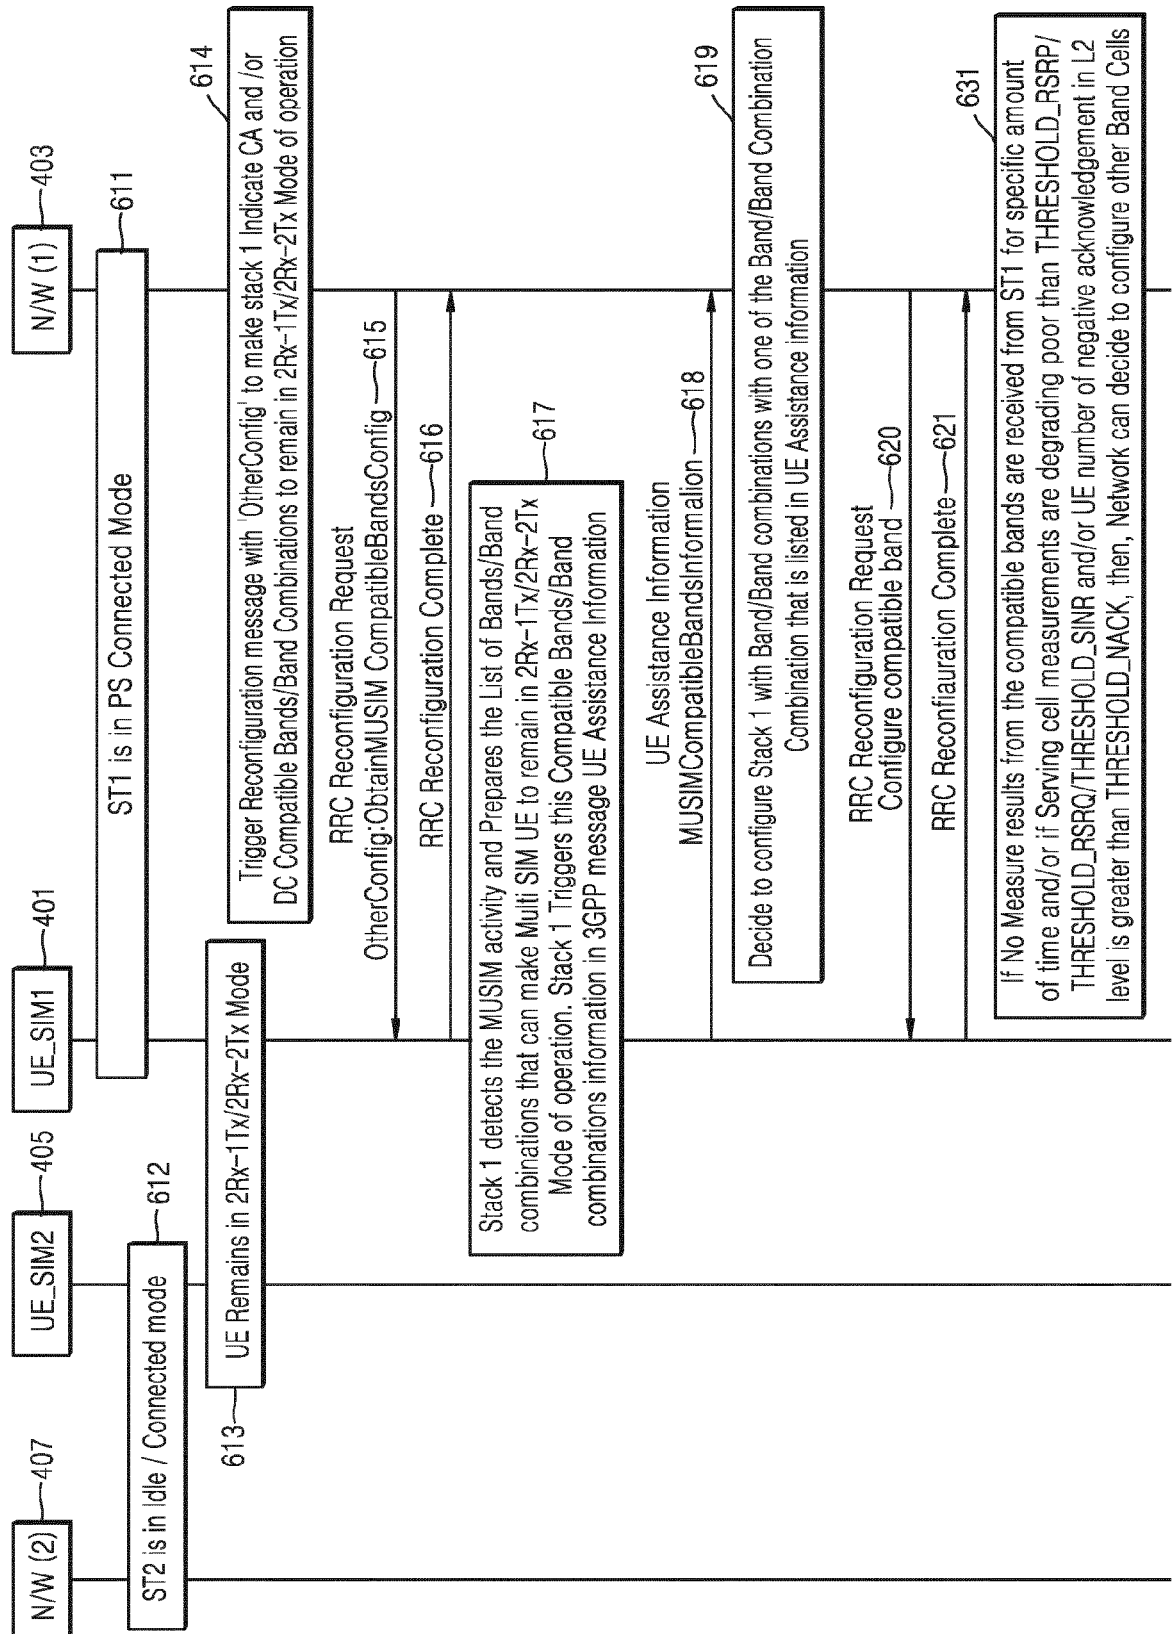 N/W (2)
407
UE_SIM2
405
UE_SIM1
401
N/W (1)
403
ST1 is in PS Connected Mode
611
ST2 is in Idle / Connected mode
612
613
UE Remains in 2Rx-1Tx/2Rx-2Tx Mode
614
Trigger Reconfiguration message with 'OtherConfig' to make stack 1 Indicate CA and /or
DC Compatible Bands/Band Combinations to remain in 2Rx-1Tx/2Rx-2Tx Mode of operation
RRC Reconfiguration Request
OtherConfig:ObtainMUSIM CompatibleBandsConfig
615
RRC Reconfiguration Complete
616
617
Stack 1 detects the MUSIM activity and Prepares the List of Bands/Band
combinations that can make Multi SIM UE to remain in 2Rx-1Tx/2Rx-2Tx
Mode of operation. Stack 1 Triggers this Compatible Bands/Band
combinations information in 3GPP message UE Assistance Information
UE Assistance Information
MUSIMCompatibleBandsInformalion
618
619
Decide to configure Stack 1 with Band/Band combinations with one of the Band/Band Combination
Combination that is listed in UE Assistance information
RRC Reconfiguration Request
Configure compatible band
620
RRC Reconfiauration Complete
621
631
If No Measure results from the compatible bands are received from ST1 for specific amount
of time and/or if Serving cell measurements are degrading poor than THRESHOLD_RSRP/
THRESHOLD_RSRQ/THRESHOLD_SINR and/or UE number of negative acknowledgement in L2
level is greater than THRESHOLD_NACK, then, Network can decide to configure other Band Cells